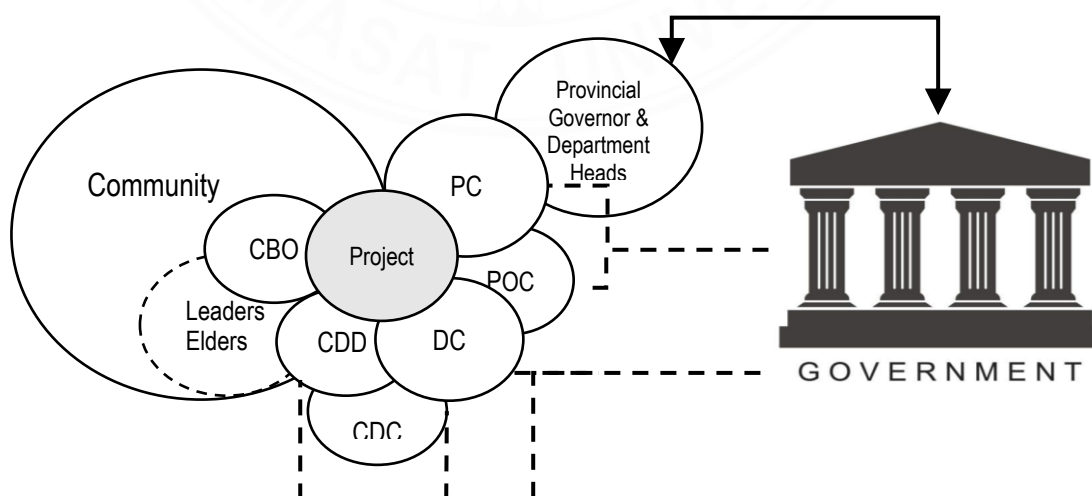 Provincial
Governor &
Department
Heads
Community
PC
CBO
Project
POC
Leaders
Elders
CDD
DC
CDC
GOVERNMENT